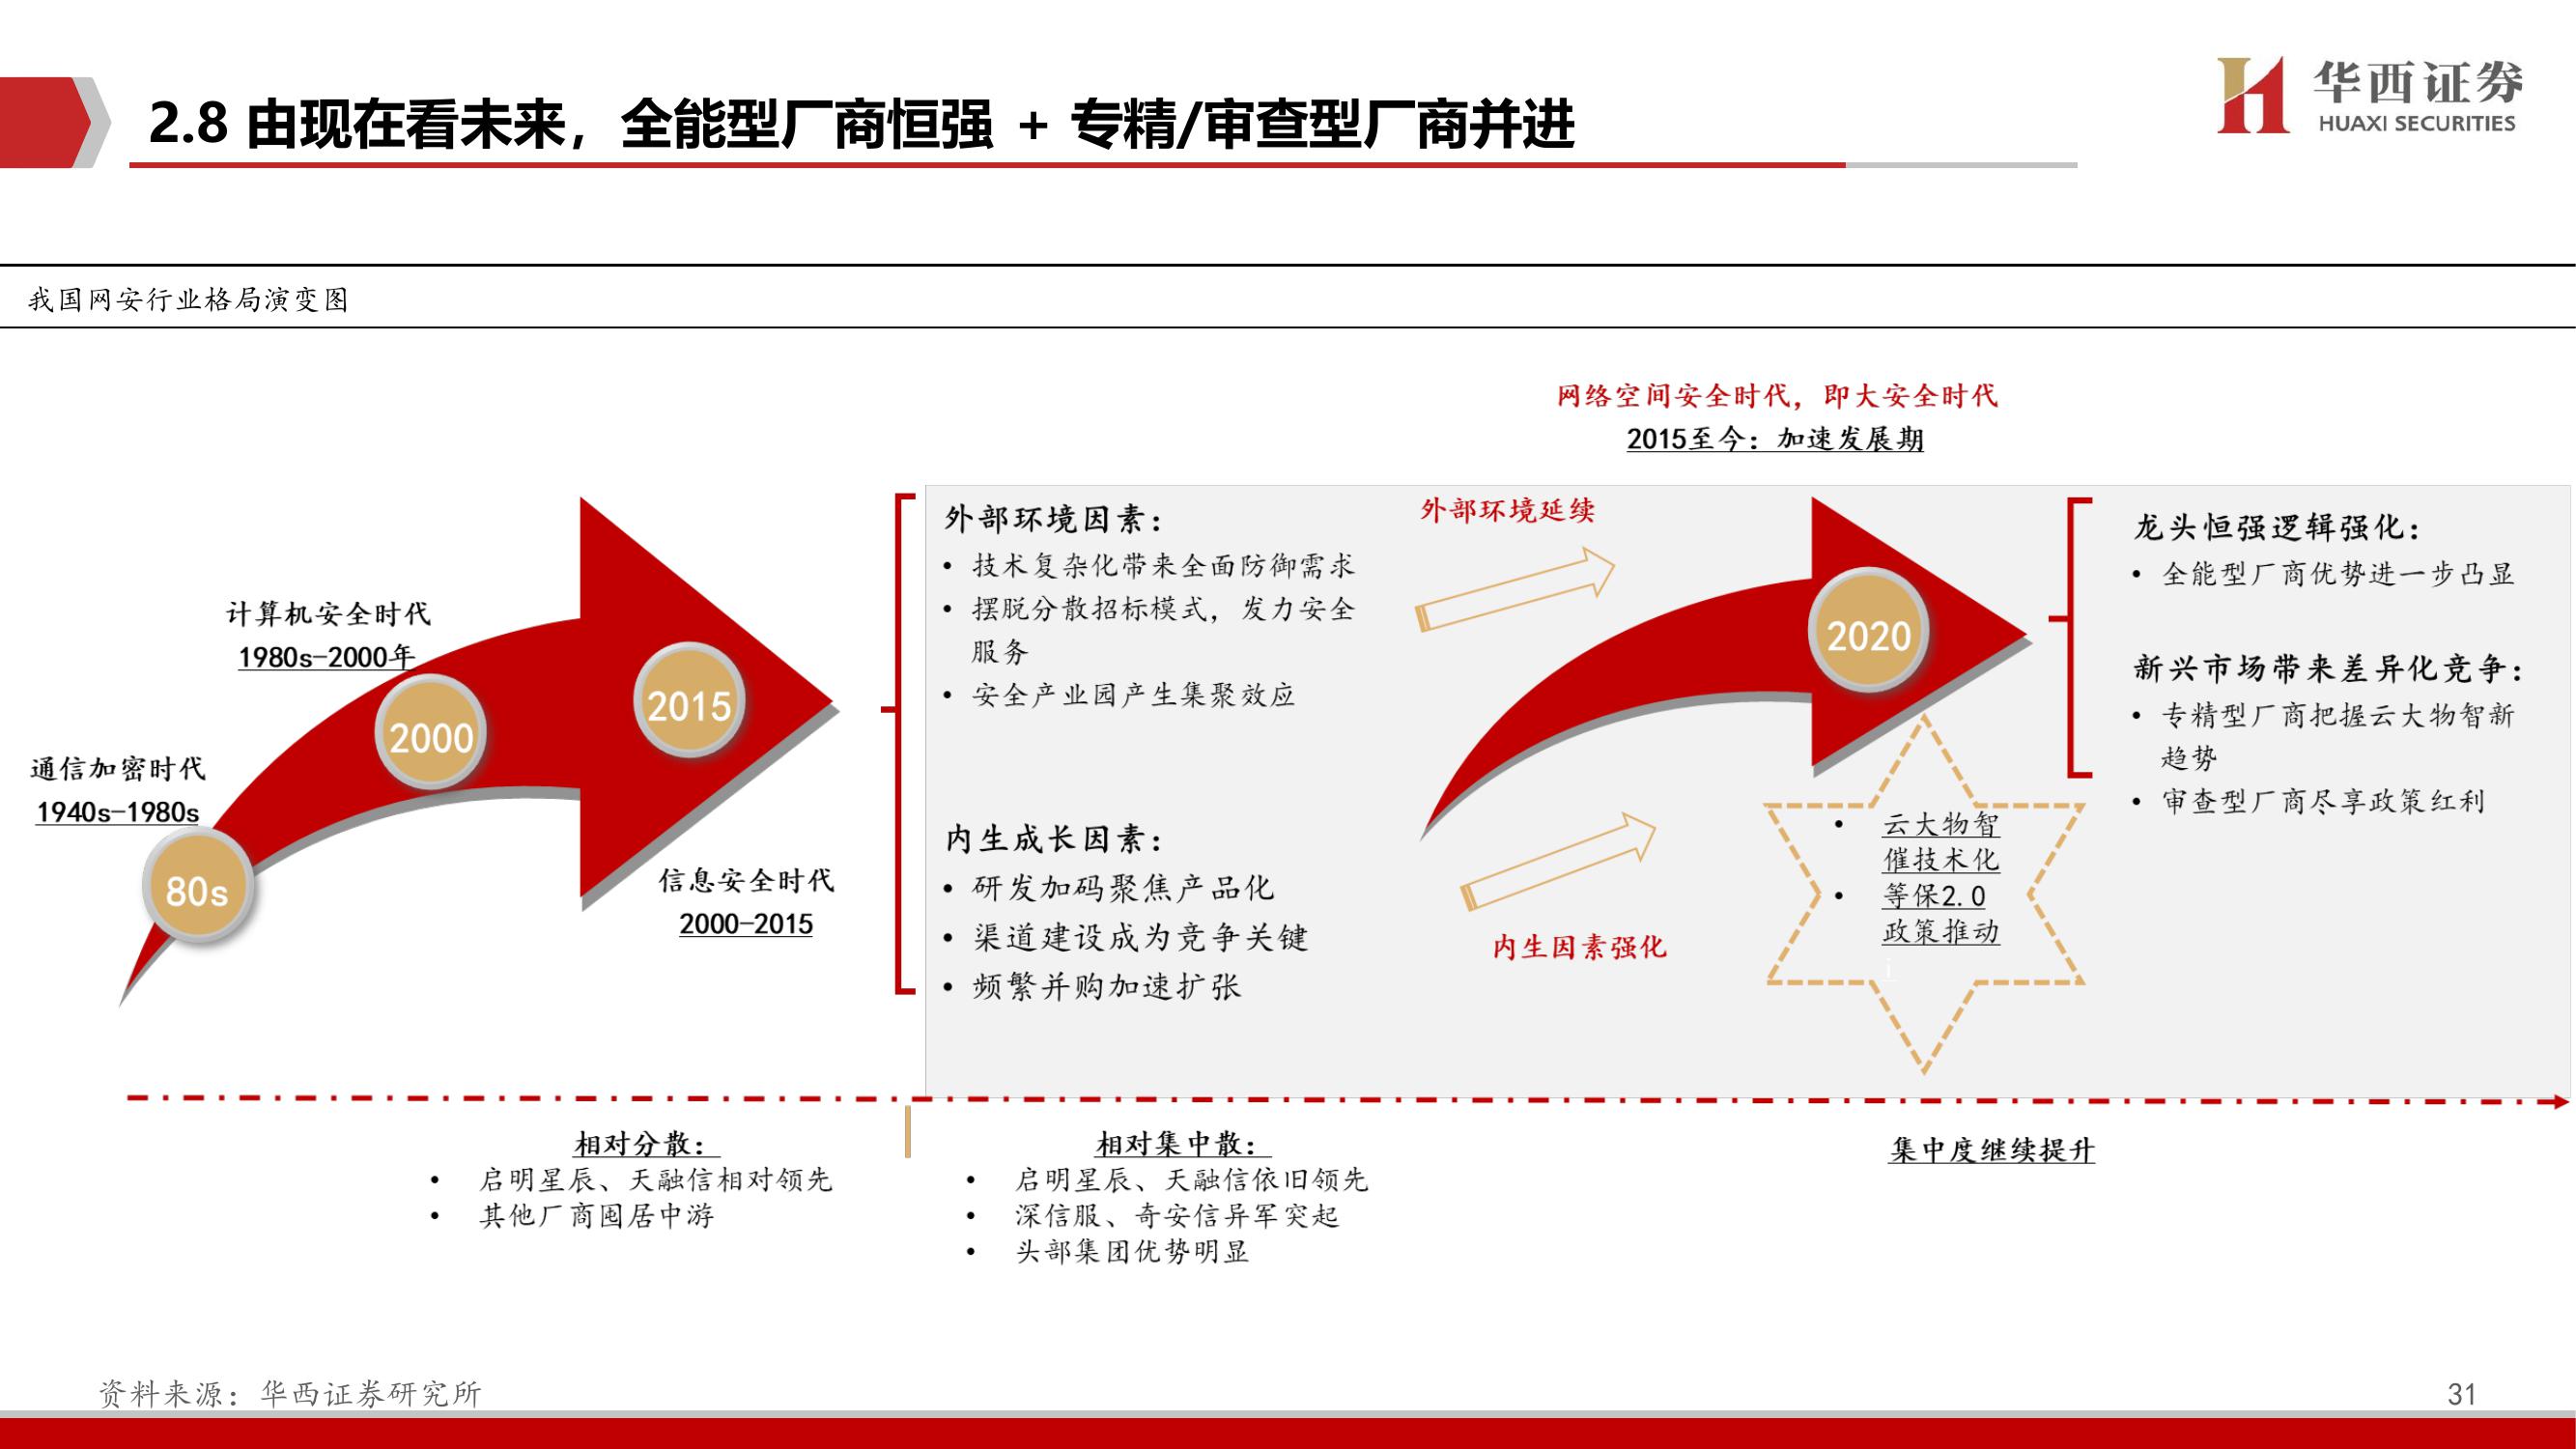 2.8 由现在看未来，全能型厂商恒强 + 专精/审查型厂商并进
华西证券
HUAXI SECURITIES
我国网安行业格局演变图
网络空间安全时代，即大安全时代
2015至今：加速发展期
通信加密时代
1940s-1980s
80s
计算机安全时代
1980s-2000年
2000
2015
信息安全时代
2000-2015
外部环境因素：
• 技术复杂化带来全面防御需求
• 摆脱分散招标模式，发力安全
服务
• 安全产业园产生集聚效应
内生成长因素：
• 研发加码聚焦产品化
• 渠道建设成为竞争关键
• 频繁并购加速扩张
外部环境延续
内生因素强化
2020
• 云大物智
催技术化
• 等保2.0
政策推动
i
龙头恒强逻辑强化：
• 全能型厂商优势进一步凸显
新兴市场带来差异化竞争：
• 专精型厂商把握云大物智新
趋势
• 审查型厂商尽享政策红利
相对分散：
• 启明星辰、天融信相对领先
• 其他厂商囤居中游
相对集中散：
• 启明星辰、天融信依旧领先
• 深信服、奇安信异军突起
• 头部集团优势明显
集中度继续提升
资料来源：华西证券研究所
31